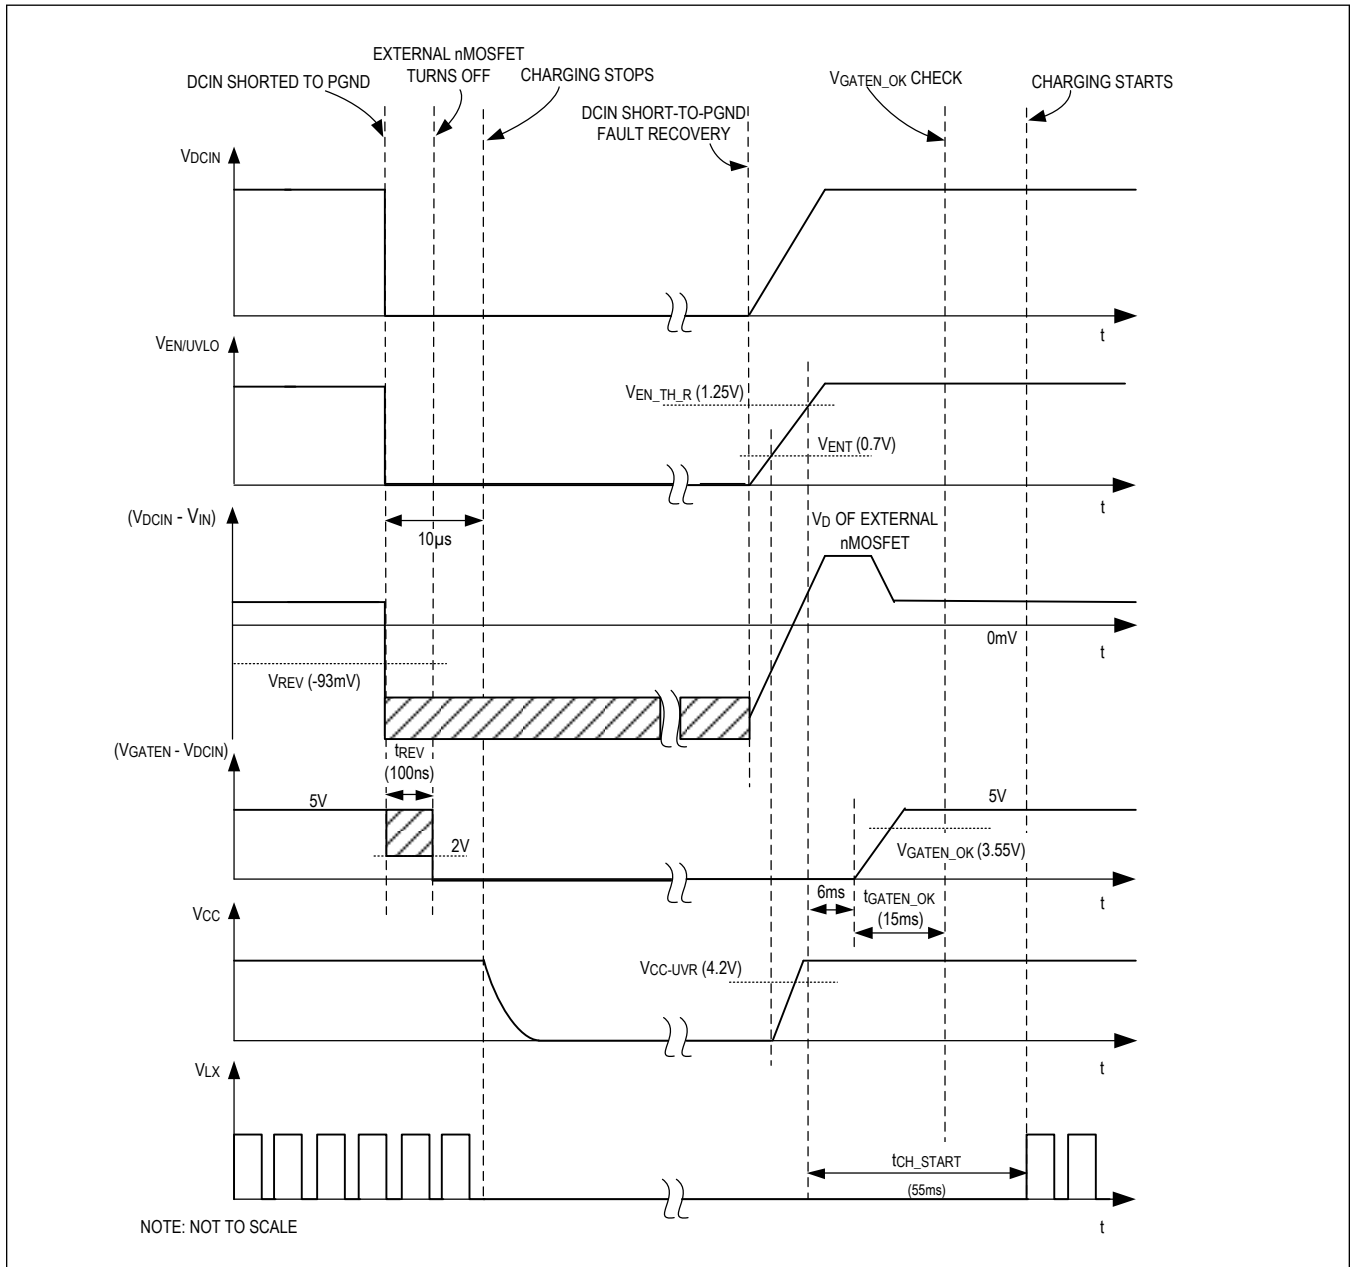 EXTERNAL nMOSFET
TURNS OFF
DCIN SHORTED TO PGND
CHARGING STOPS
VGATEN_OK CHECK
CHARGING STARTS
DCIN SHORT-TO-PGND
FAULT RECOVERY
VDCIN
t
VEN/UVLO
VEN_TH_R (1.25V)
VENT (0.7V)
(VDCIN - VIN)
10µs
VD OF EXTERNAL
nMOSFET
0mV
t
VREV (-93mV)
(VGATEN - VDCIN)
tREV
(100ns)
5V
2V
5V
VGATEN_OK (3.55V)
6ms
tGATEN_OK
(15ms)
t
VCC
VCC-UVR (4.2V)
t
VLX
tCH_START
(55ms)
t
NOTE: NOT TO SCALE